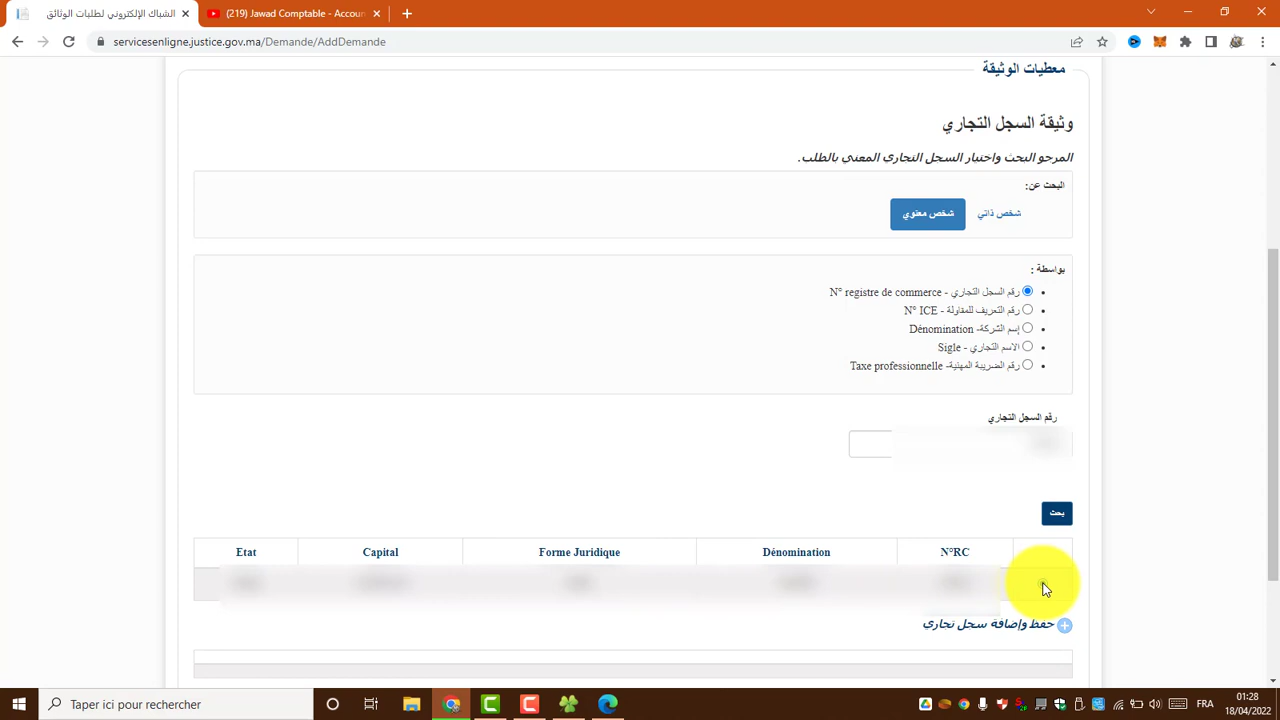 الشباك الإلكتروني لطلبات الوثائق
(219) Jawad Comptable - Accoun
servicesenligne.justice.gov.ma/Demande/AddDemande
معطيات الوثيقة
وثيقة السجل التجاري
المرجو البحث واختيار السجل التجاري المعني بالطلب.
البحث عن:
شخص ذاتي
شخص معنوي
بواسطة :
رقم السجل التجاري - N° registre de commerce
رقم التعريف للمقاولة - N° ICE
إسم الشركة- Dénomination
الاسم التجاري - Sigle
رقم الضريبة المهنية- Taxe professionnelle
رقم السجل التجاري
بحث
Etat Capital Forme Juridique Dénomination N°RC
حفظ وإضافة سجل تجاري
Taper ici pour rechercher
FRA
01:28
18/04/2022